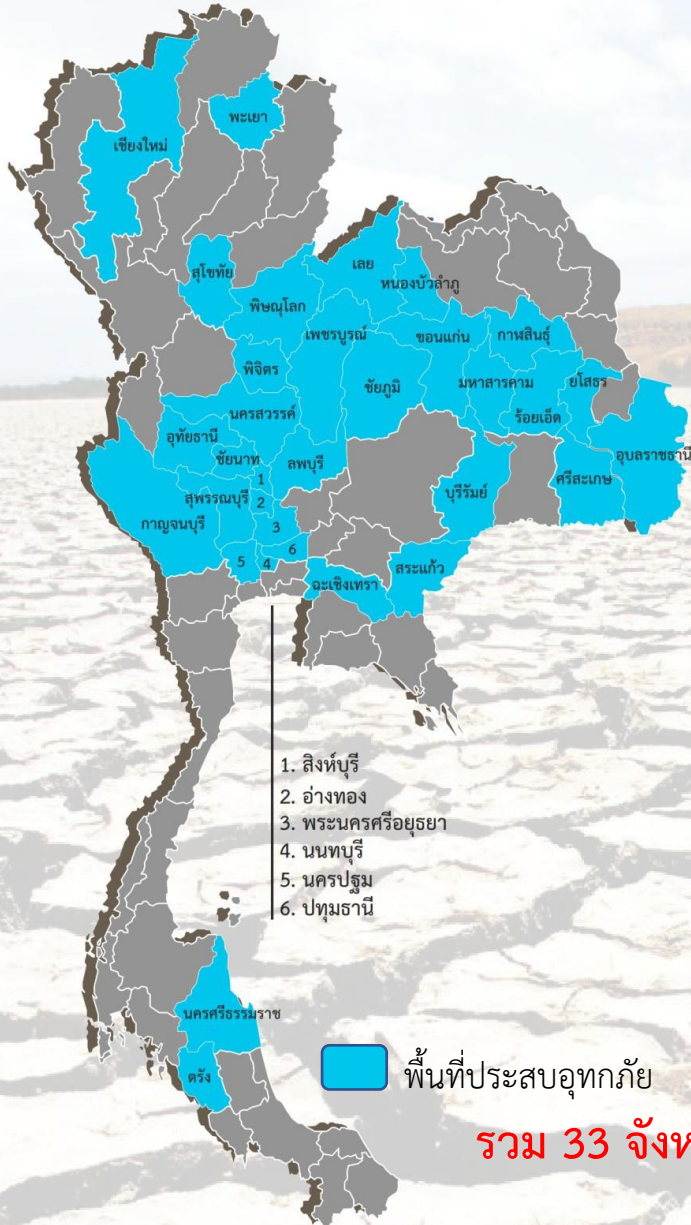 พะเยา
เชียงใหม่
เลย
สุโขทัย
หนองบัวลำภู
พิษณุโลก
เพชรบูรณ์
ขอนแก่น
กาฬสินธุ์
พิจิตร
ชัยภูมิ
มหาสารคาม
ยโสธร
นครสวรรค์
ร้อยเอ็ด
อุทัยธานี
อุบลราชธานี
ชัยนาท
ลพบุรี
ศรีสะเกษ
1
สุพรรณบุรี
2
บุรีรัมย์
กาญจนบุรี
3
6
5
4
สระแก้ว
ฉะเชิงเทรา
1. สิงห์บุรี
2. อ่างทอง
3. พระนครศรีอยุธยา
4. นนทบุรี
5. นครปฐม
6. ปทุมธานี
นครศรีธรรมราช
ตรัง
พื้นที่ประสบอุทกภัย
รวม 33 จังห